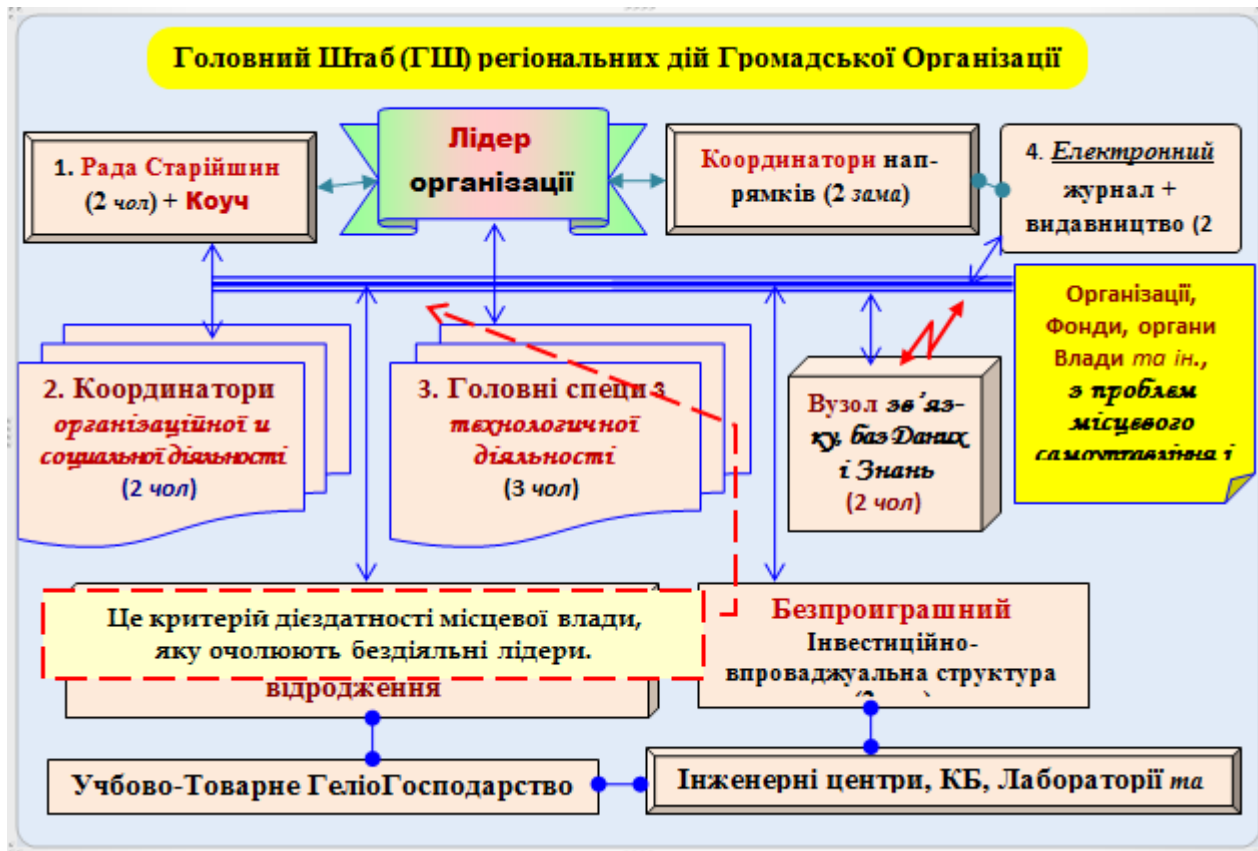 Головний Штаб (ГШ) регіональних дій Громадської Організації
1. Рада Старійшин
(2 чол) + Коуч
Лідер
організації
Координатори нап-
рямків (2 зама)
4. Електронний
журнал +
видавництво (2
Організації,
Фонди, органи
Влади та ін.,
з проблем
місцевого
самоуправління і
2. Координатори
організаційної и
социальної діяльності
(2 чол)
3. Головні специ з
технологичної
діяльності
(3 чол)
Вузол зв’яз-
ку, баз Даних
і Знань
(2 чол)
Це критерій дієздатності місцевої влади,
яку очолюють бездіяльні лідери.
відродження
Безпроиграшний
Інвестиційно-
впроваджуальна структура
Учбово-Товарне ГеліоГосподарство
Інженерні центри, КБ, Лабораторії та